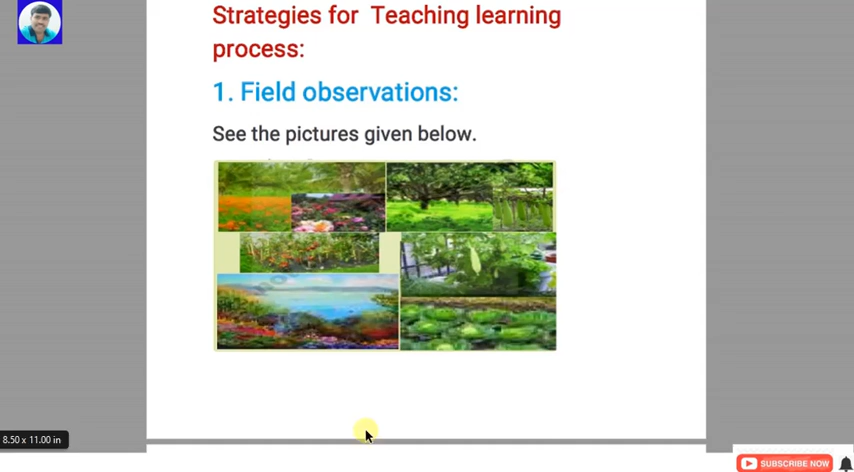 Strategies for Teaching learning
process:
1. Field observations:
See the pictures given below.
8.50 x 11.00 in
SUBSCRIBE NOW